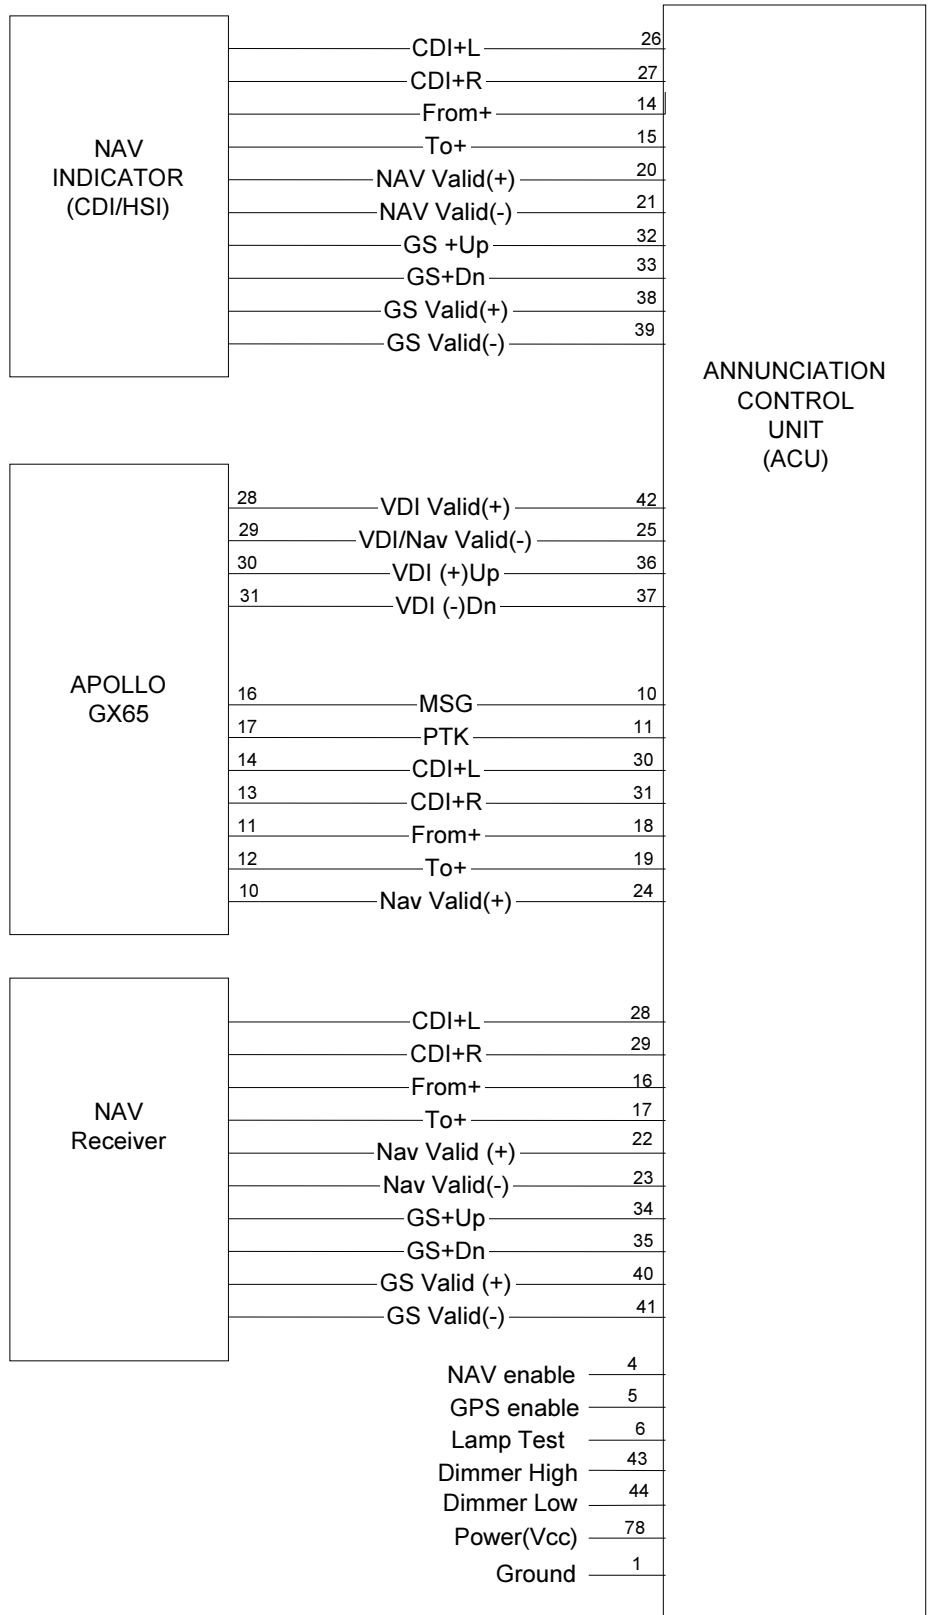 NAV
INDICATOR
(CDI/HSI)
CDI+L 26
CDI+R 27
From+ 14
To+ 15
NAV Valid(+) 20
NAV Valid(-) 21
GS +Up 32
GS+Dn 33
GS Valid(+) 38
GS Valid(-) 39
ANNUNCIATION
CONTROL
UNIT
(ACU)
APOLLO
GX65
28 VDI Valid(+) 42
29 VDI/Nav Valid(-) 25
30 VDI (+)Up 36
31 VDI (-)Dn 37
16 MSG 10
17 PTK 11
14 CDI+L 30
13 CDI+R 31
11 From+ 18
12 To+ 19
10 Nav Valid(+) 24
NAV
Receiver
CDI+L 28
CDI+R 29
From+ 16
To+ 17
Nav Valid (+) 22
Nav Valid(-) 23
GS+Up 34
GS+Dn 35
GS Valid (+) 40
GS Valid(-) 41
NAV enable 4
GPS enable 5
Lamp Test 6
Dimmer High 43
Dimmer Low 44
Power(Vcc) 78
Ground 1